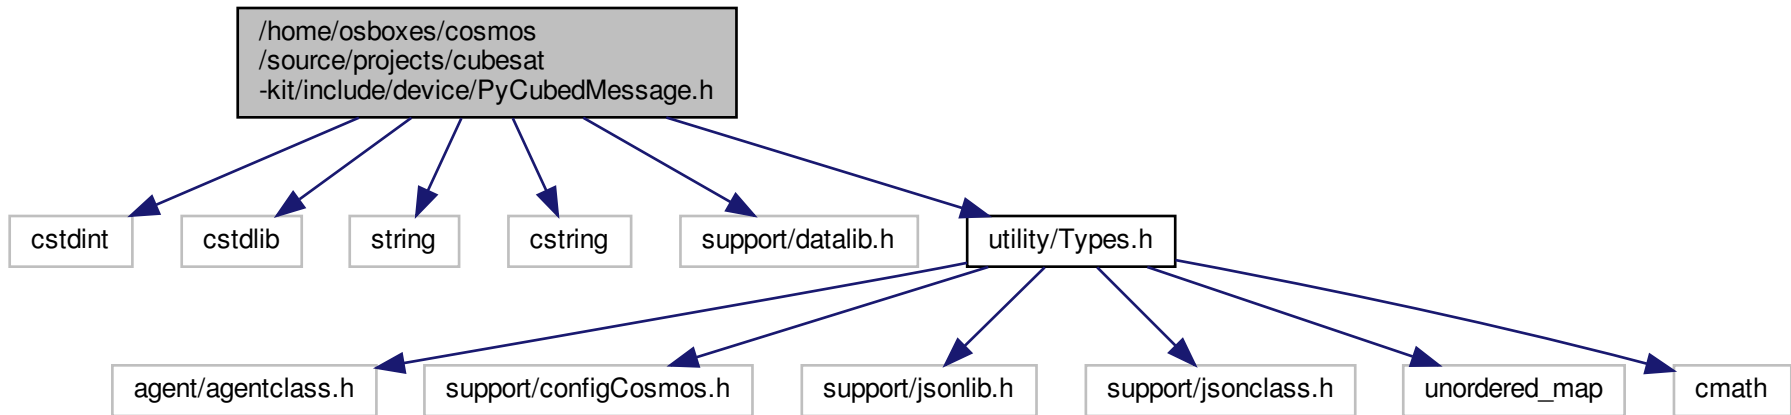 /home/osboxes/cosmos
/source/projects/cubesat
-kit/include/device/PyCubedMessage.h
cstdint
cstdlib
string
cstring
support/datalib.h
utility/Types.h
agent/agentclass.h
support/configCosmos.h
support/jsonlib.h
support/jsonclass.h
unordered_map
cmath